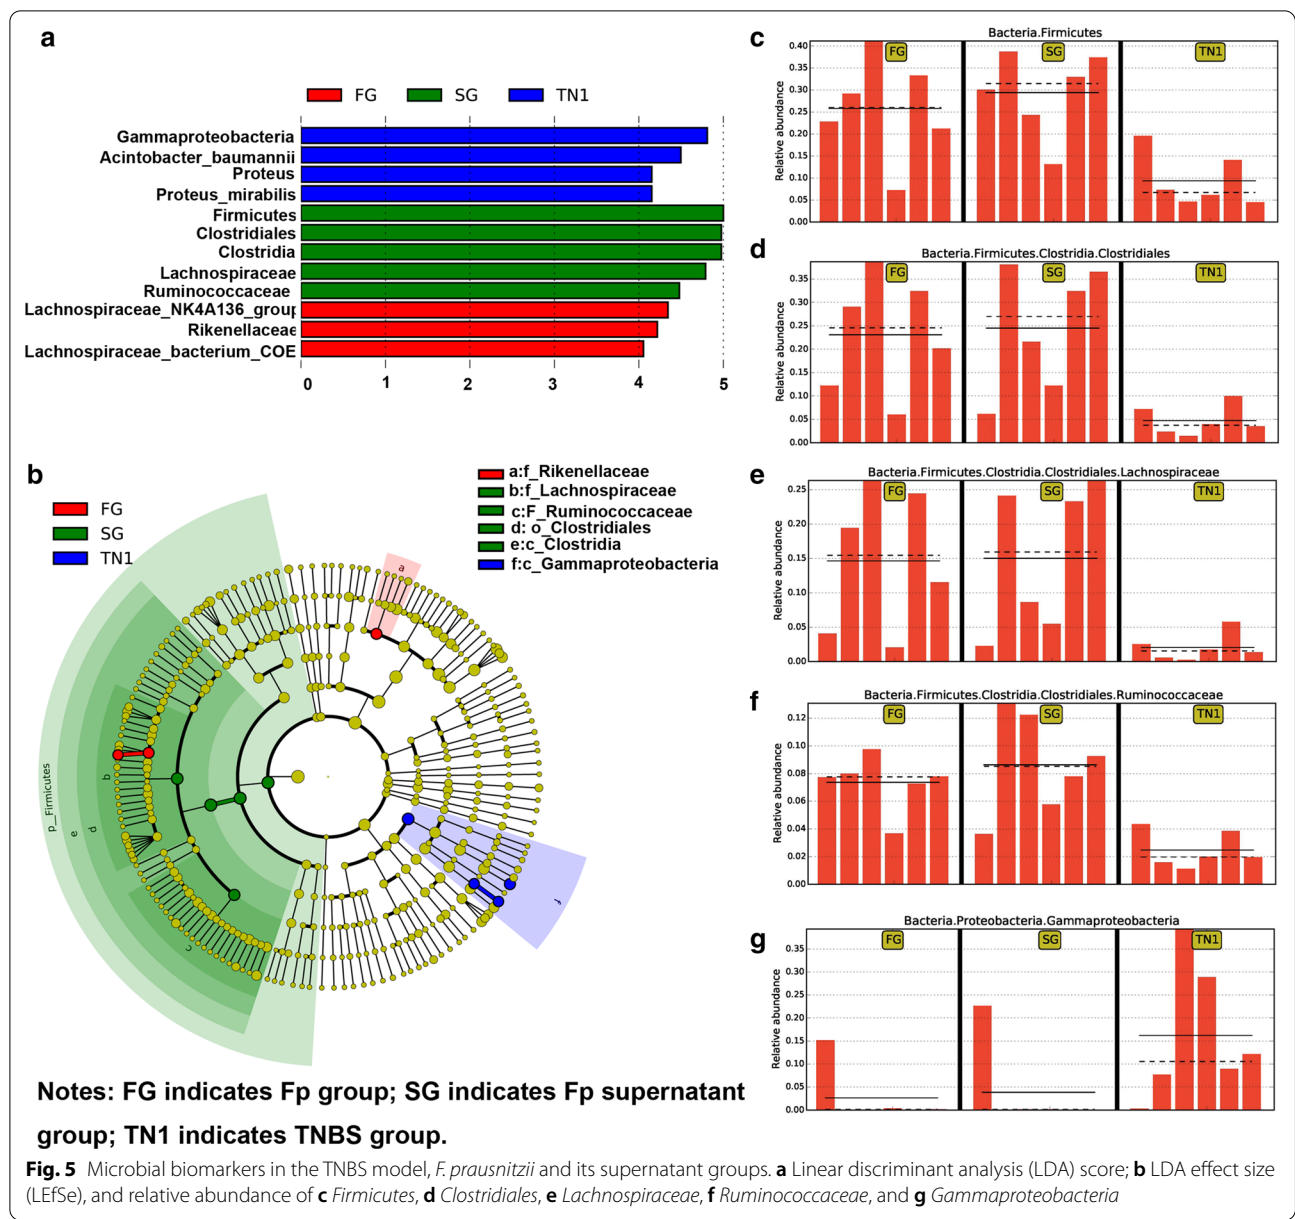 a
FG SG TN1
Gammaproteobacteria
Acintobacter_baumannii
Proteus
Proteus_mirabilis
Firmicutes
Clostridiales
Clostridia
Lachnospiraceae
Ruminococcaceae
Lachnospiraceae_NK4A136_group
Rikenellaceae
Lachnospiraceae_bacterium_COE
0 1 2 3 4 5
b
FG
SG
TN1
a:f_Rikenellaceae
b:f_Lachnospiraceae
c:F_Ruminococcaceae
d: o_Clostridiales
e:c_Clostridia
f:c_Gammaproteobacteria
p__Firmicutes
e
d
b
c
a
f
Notes: FG indicates Fp group; SG indicates Fp supernatant
group; TN1 indicates TNBS group.
c
Bacteria.Firmicutes
FG SG TN1
Relative abundance
0.40
0.35
0.30
0.25
0.20
0.15
0.10
0.05
0.00
d
Bacteria.Firmicutes.Clostridia.Clostridiales
FG SG TN1
Relative abundance
0.35
0.30
0.25
0.20
0.15
0.10
0.05
0.00
e
Bacteria.Firmicutes.Clostridia.Clostridiales.Lachnospiraceae
FG SG TN1
Relative abundance
0.25
0.20
0.15
0.10
0.05
0.00
f
Bacteria.Firmicutes.Clostridia.Clostridiales.Ruminococcaceae
FG SG TN1
Relative abundance
0.12
0.10
0.08
0.06
0.04
0.02
0.00
g
Bacteria.Proteobacteria.Gammaproteobacteria
FG SG TN1
Relative abundance
0.35
0.30
0.25
0.20
0.15
0.10
0.05
0.00
Fig. 5 Microbial biomarkers in the TNBS model, F. prausnitzii and its supernatant groups. a Linear discriminant analysis (LDA) score; b LDA effect size
(LEfSe), and relative abundance of c Firmicutes, d Clostridiales, e Lachnospiraceae, f Ruminococcaceae, and g Gammaproteobacteria